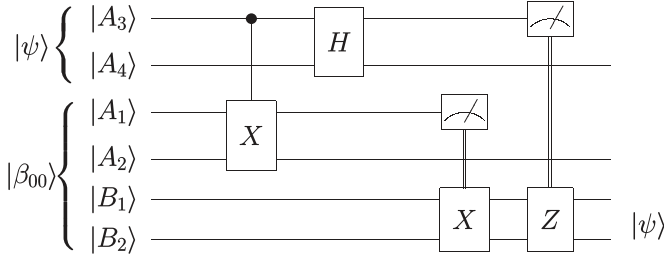 |ψ⟩ { |A₃⟩ H
|A₄⟩
|β₀₀⟩ { |A₁⟩ X
|A₂⟩
|B₁⟩ X Z
|B₂⟩ |ψ⟩